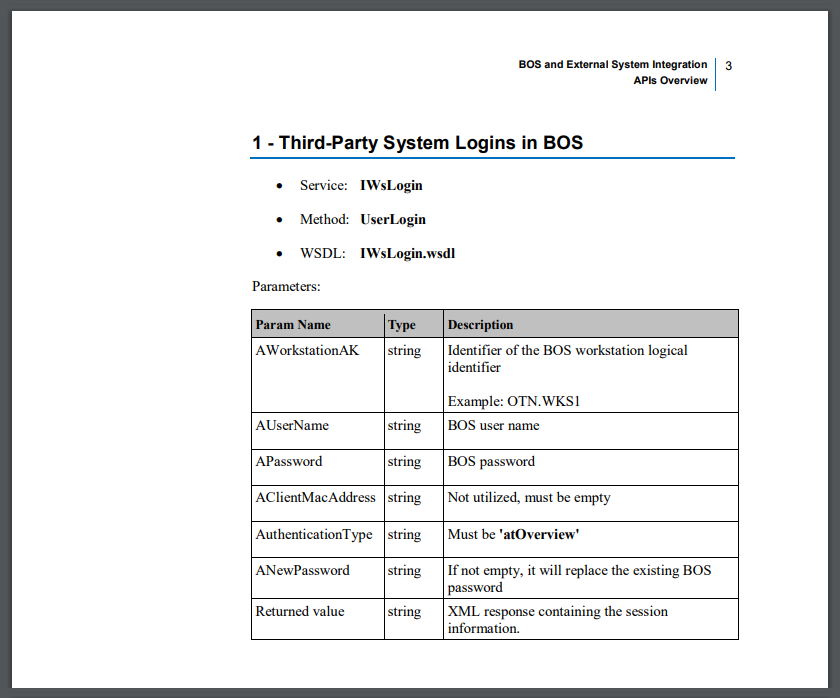 BOS and External System Integration 3
APIs Overview
1 - Third-Party System Logins in BOS
• Service: IWsLogin
• Method: UserLogin
• WSDL: IWsLogin.wsdl
Parameters:
Param Name Type Description
AWorkstationAK string Identifier of the BOS workstation logical
identifier
Example: OTN.WKS1
AUserName string BOS user name
APassword string BOS password
AClientMacAddress string Not utilized, must be empty
AuthenticationType string Must be 'atOverview'
ANewPassword string If not empty, it will replace the existing BOS
password
Returned value string XML response containing the session
information.